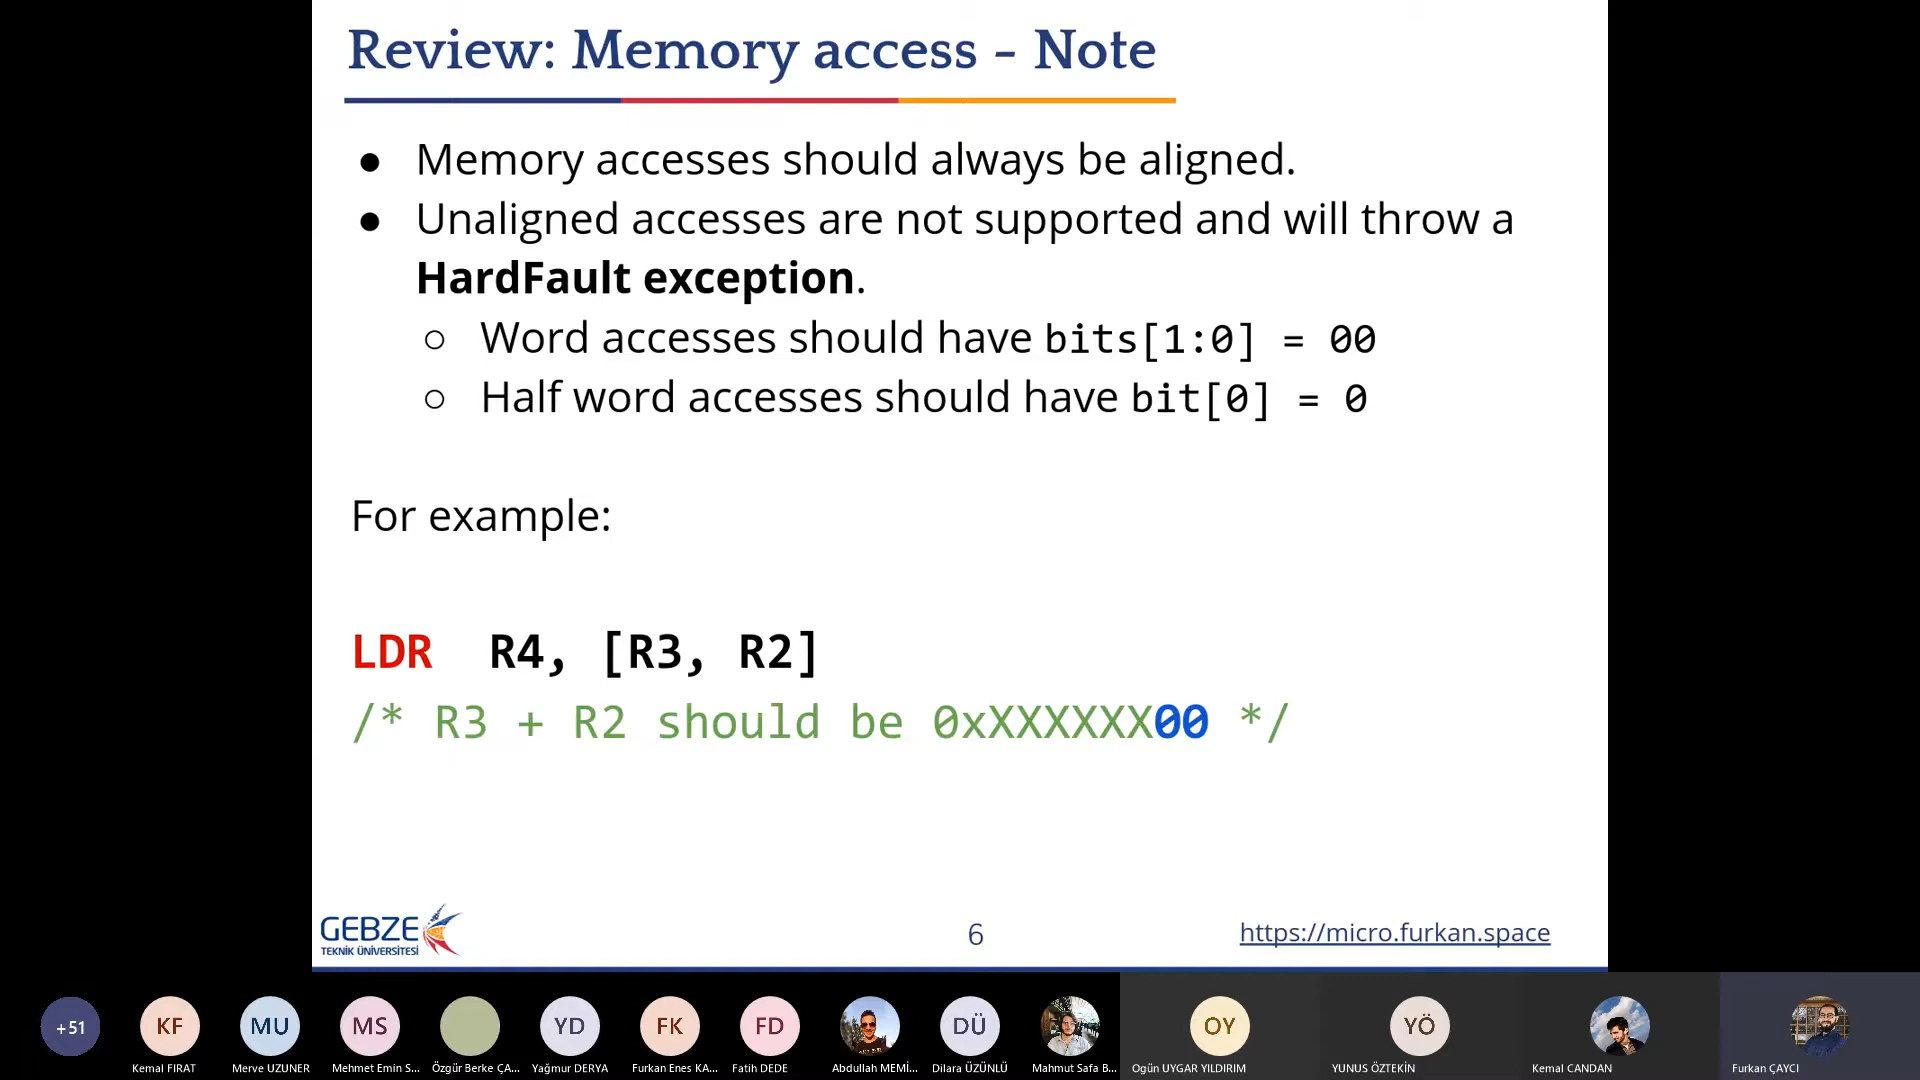 Review: Memory access – Note
● Memory accesses should always be aligned.
● Unaligned accesses are not supported and will throw a
HardFault exception.
○ Word accesses should have bits[1:0] = 00
○ Half word accesses should have bit[0] = 0
For example:
LDR R4, [R3, R2]
/* R3 + R2 should be 0xXXXXXX00 */
GEBZE
TEKNİK ÜNİVERSİTESİ
6
https://micro.furkan.space
+51 KF MU MS YD FK FD DÜ OY YÖ
Kemal FIRAT Merve UZUNER Mehmet Emin S... Özgür Berke ÇA... Yağmur DERYA Furkan Enes KA... Fatih DEDE Abdullah MEMİ... Dilara ÜZÜNLÜ Mahmut Safa B... Ogün UYGAR YILDIRIM YUNUS ÖZTEKİN Kemal CANDAN Furkan ÇAYCI